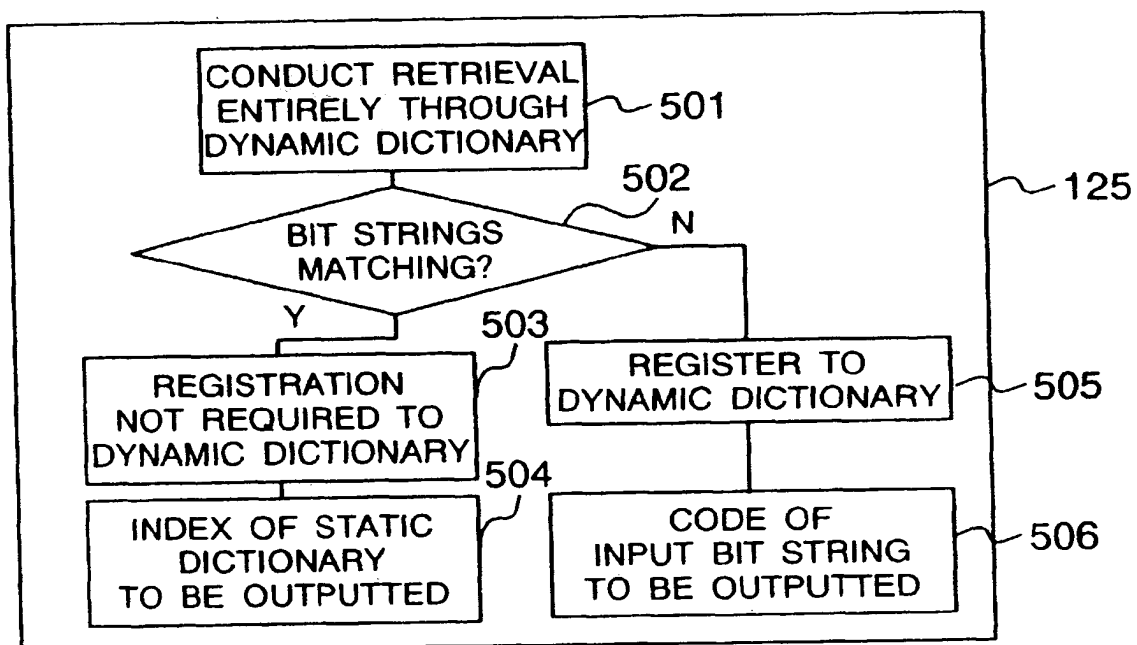 CONDUCT RETRIEVAL
ENTIRELY THROUGH
DYNAMIC DICTIONARY
501
502
125
BIT STRINGS
MATCHING?
N
Y
503
REGISTRATION
NOT REQUIRED TO
DYNAMIC DICTIONARY
REGISTER TO
DYNAMIC DICTIONARY
505
504
INDEX OF STATIC
DICTIONARY
TO BE OUTPUTTED
CODE OF
INPUT BIT STRING
TO BE OUTPUTTED
506